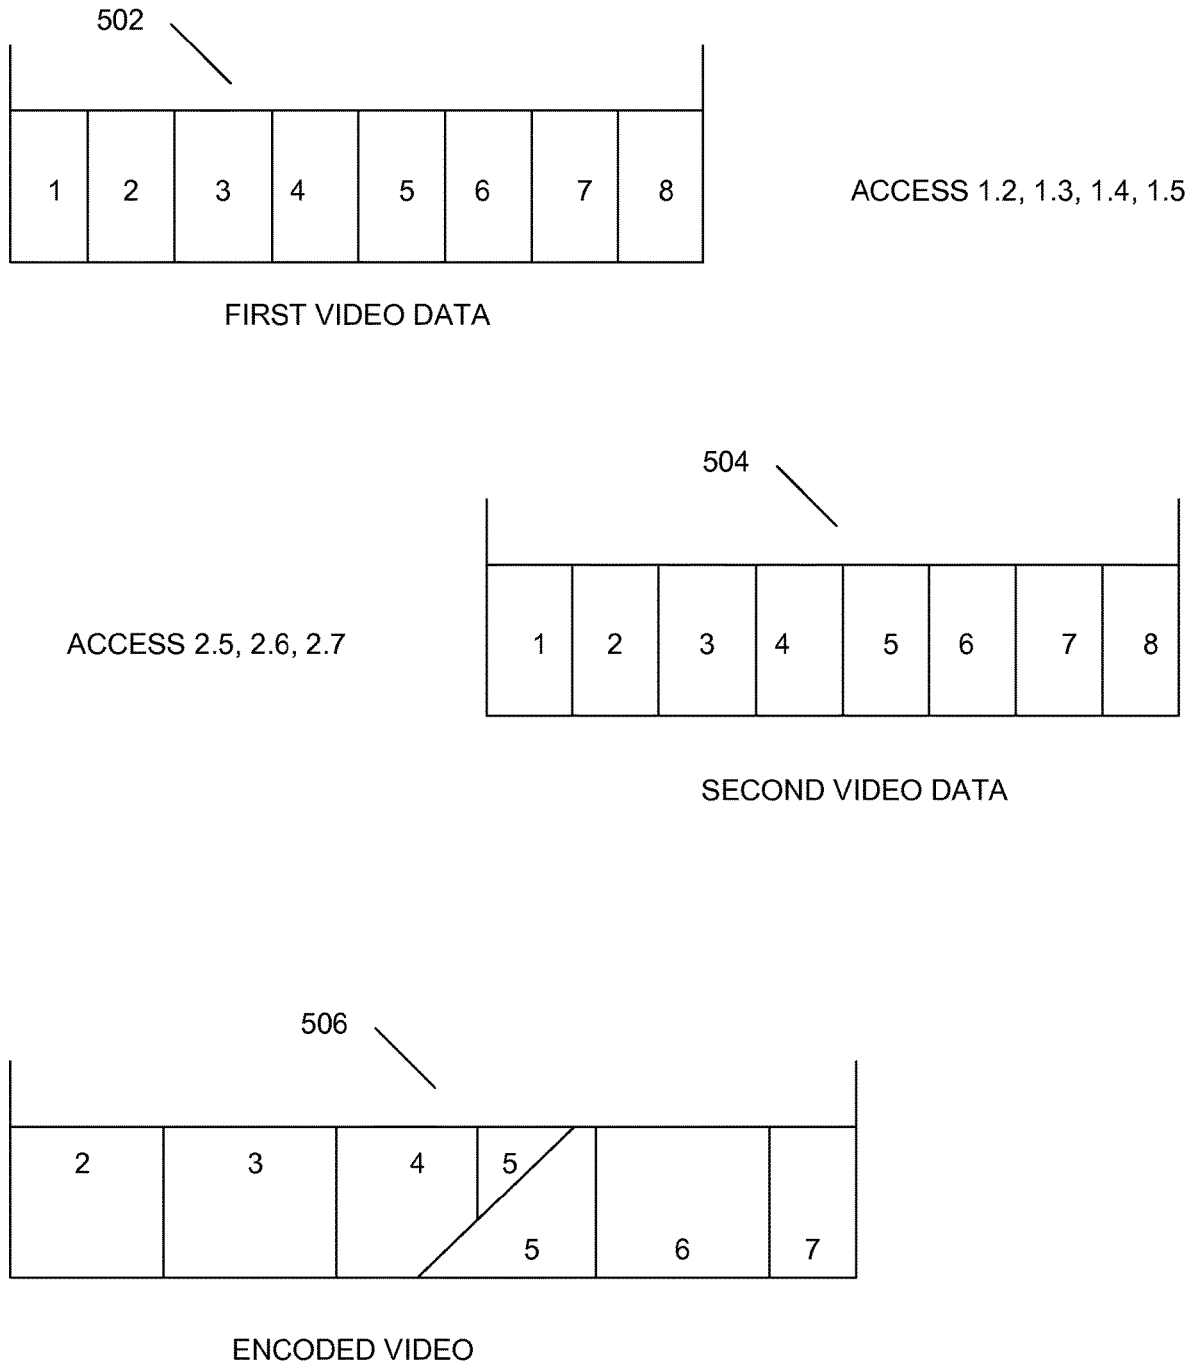 502
1 2 3 4 5 6 7 8
ACCESS 1.2, 1.3, 1.4, 1.5
FIRST VIDEO DATA
504
ACCESS 2.5, 2.6, 2.7
1 2 3 4 5 6 7 8
SECOND VIDEO DATA
506
2 3 4 5
5 6 7
ENCODED VIDEO